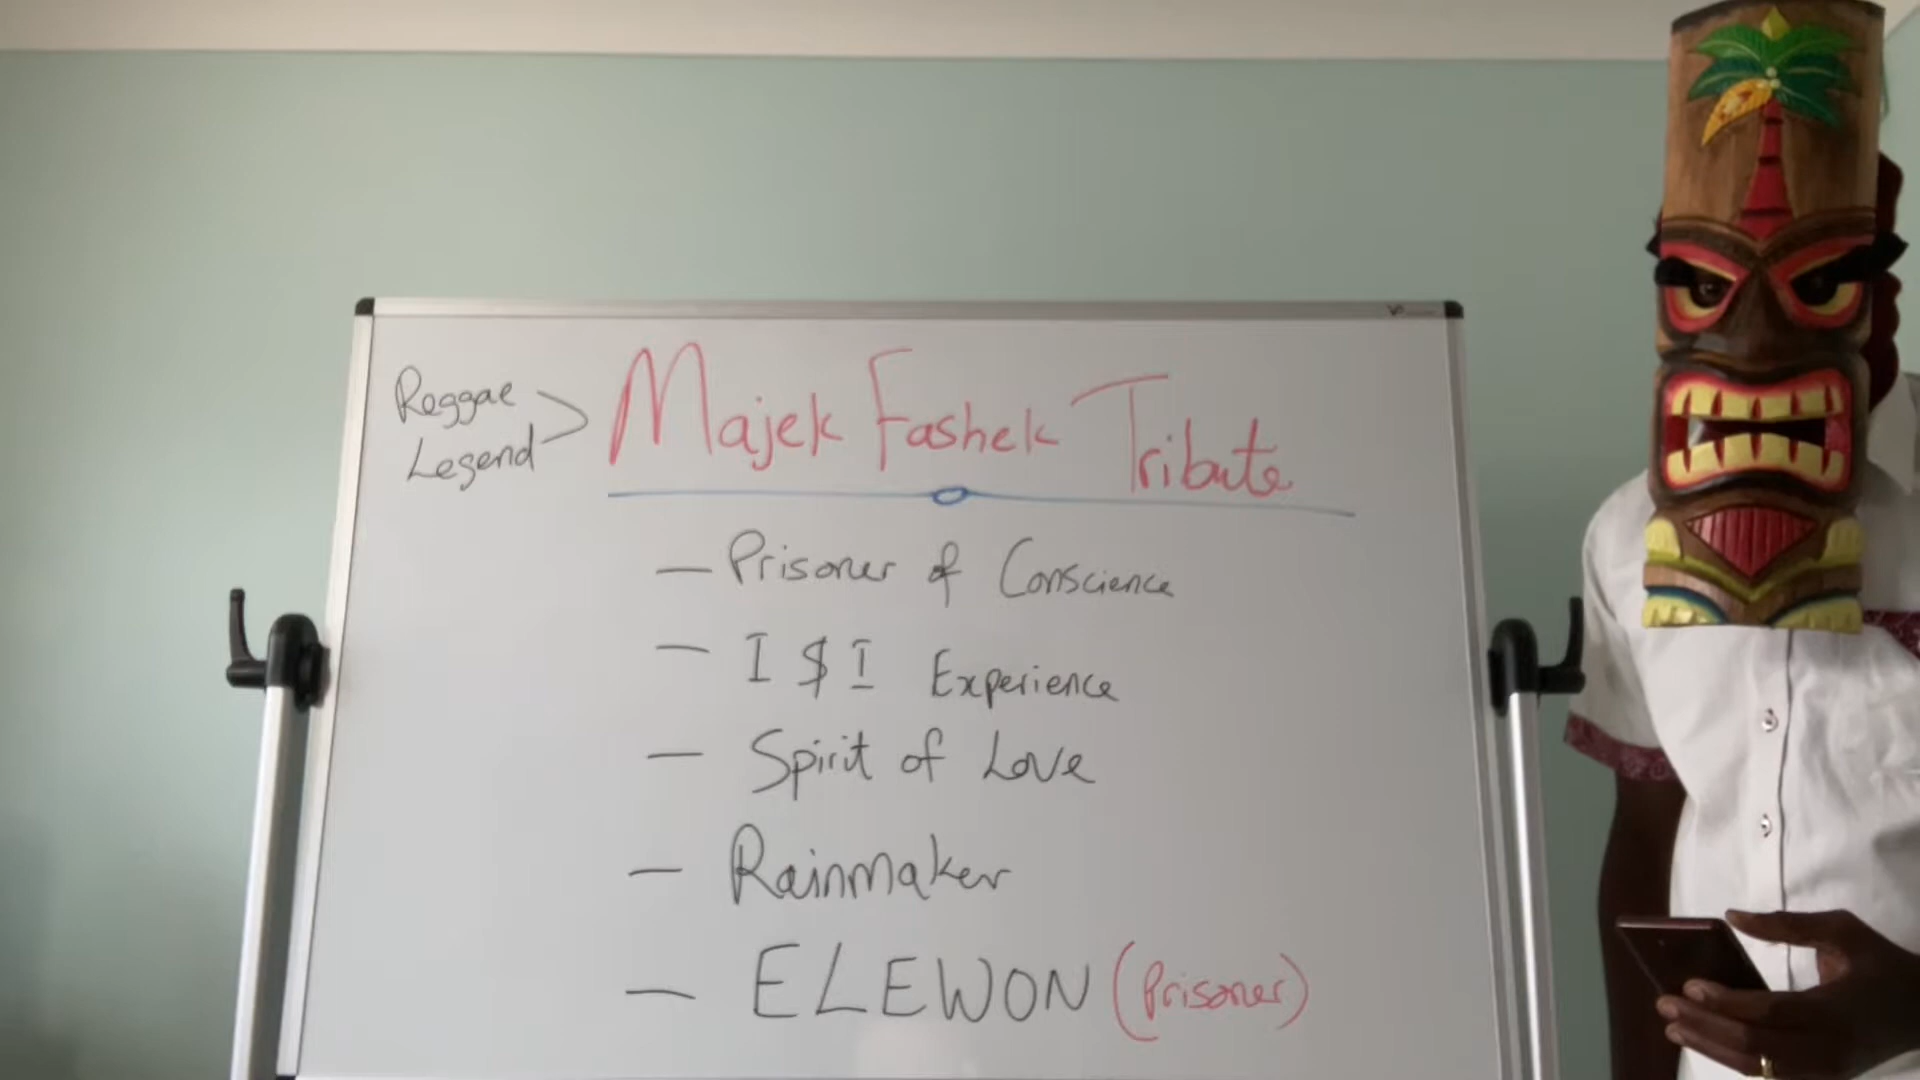 Reggae
Legend >
Majek Fashek Tribute
— Prisoner of Conscience
— I $ I Experience
— Spirit of Love
— Rainmaker
— ELEWON (Prisoner)